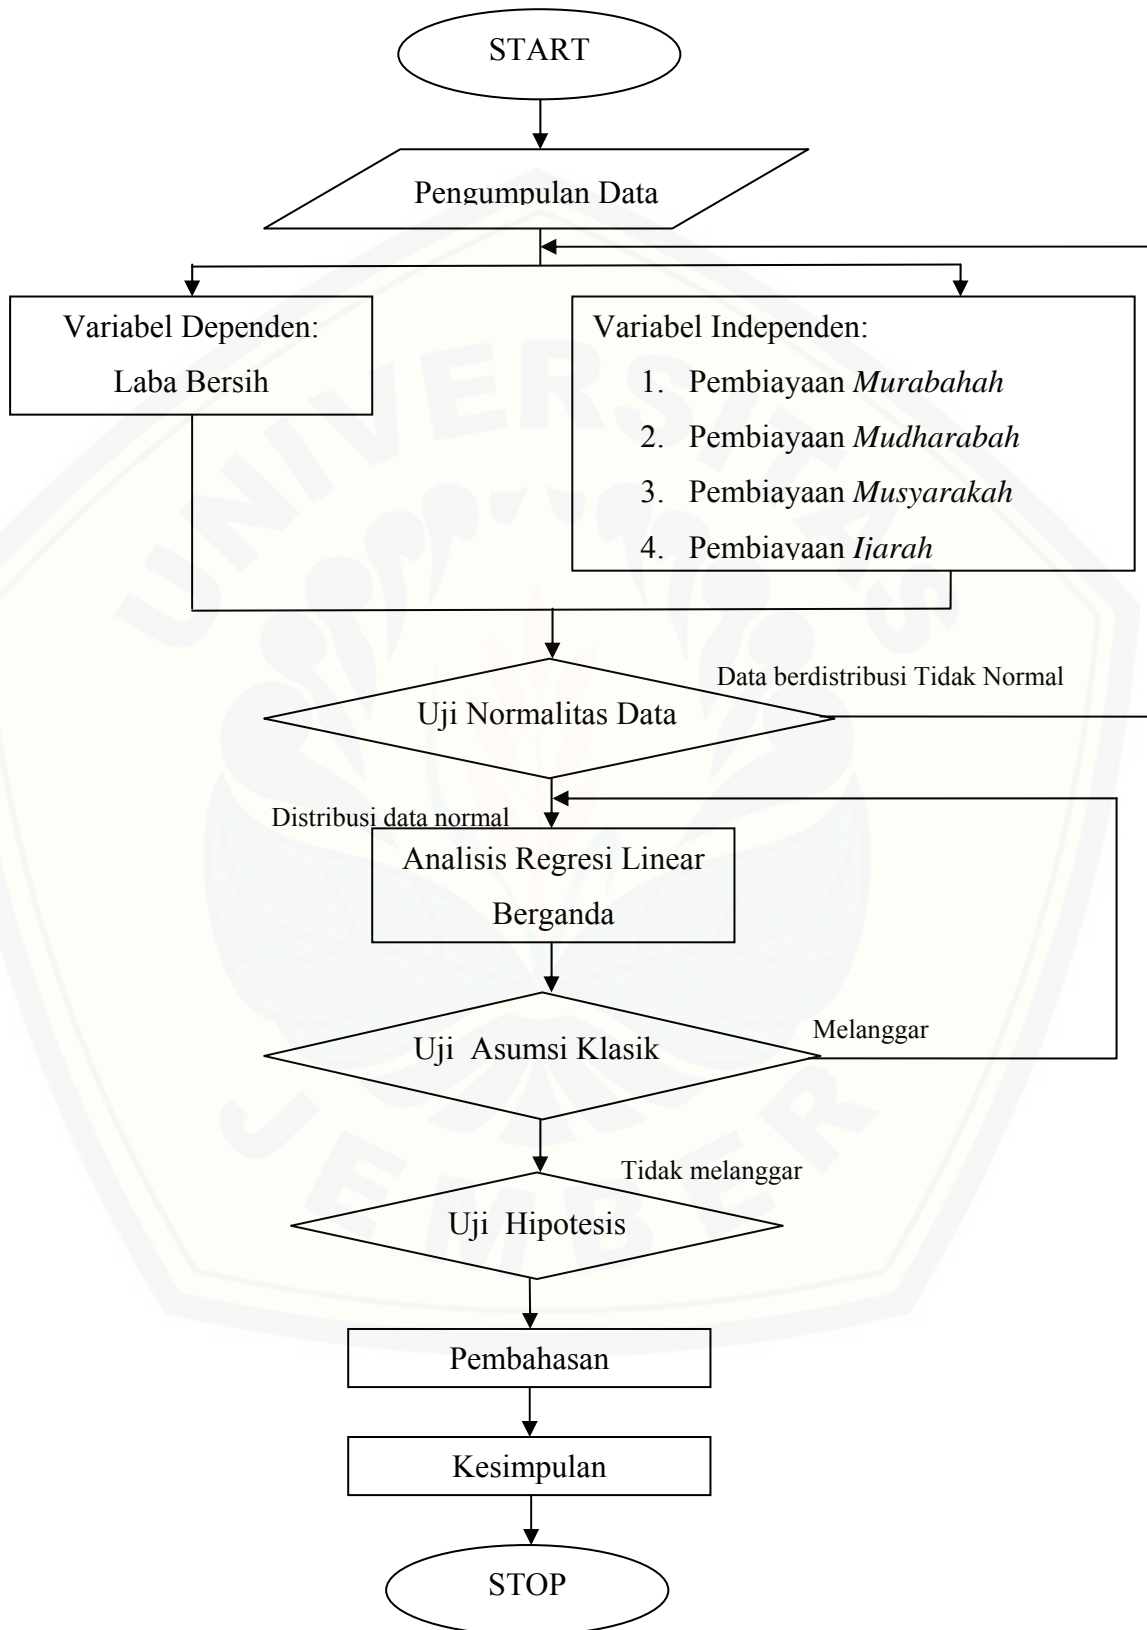 START
Pengumpulan Data
Variabel Dependen:
Laba Bersih
Variabel Independen:
1. Pembiayaan Murabahah
2. Pembiayaan Mudharabah
3. Pembiayaan Musyarakah
4. Pembiayaan Ijarah
Data berdistribusi Tidak Normal
Uji Normalitas Data
Distribusi data normal
Analisis Regresi Linear
Berganda
Uji Asumsi Klasik
Melanggar
Tidak melanggar
Uji Hipotesis
Pembahasan
Kesimpulan
STOP
UNIVERSITAS
JEMBER